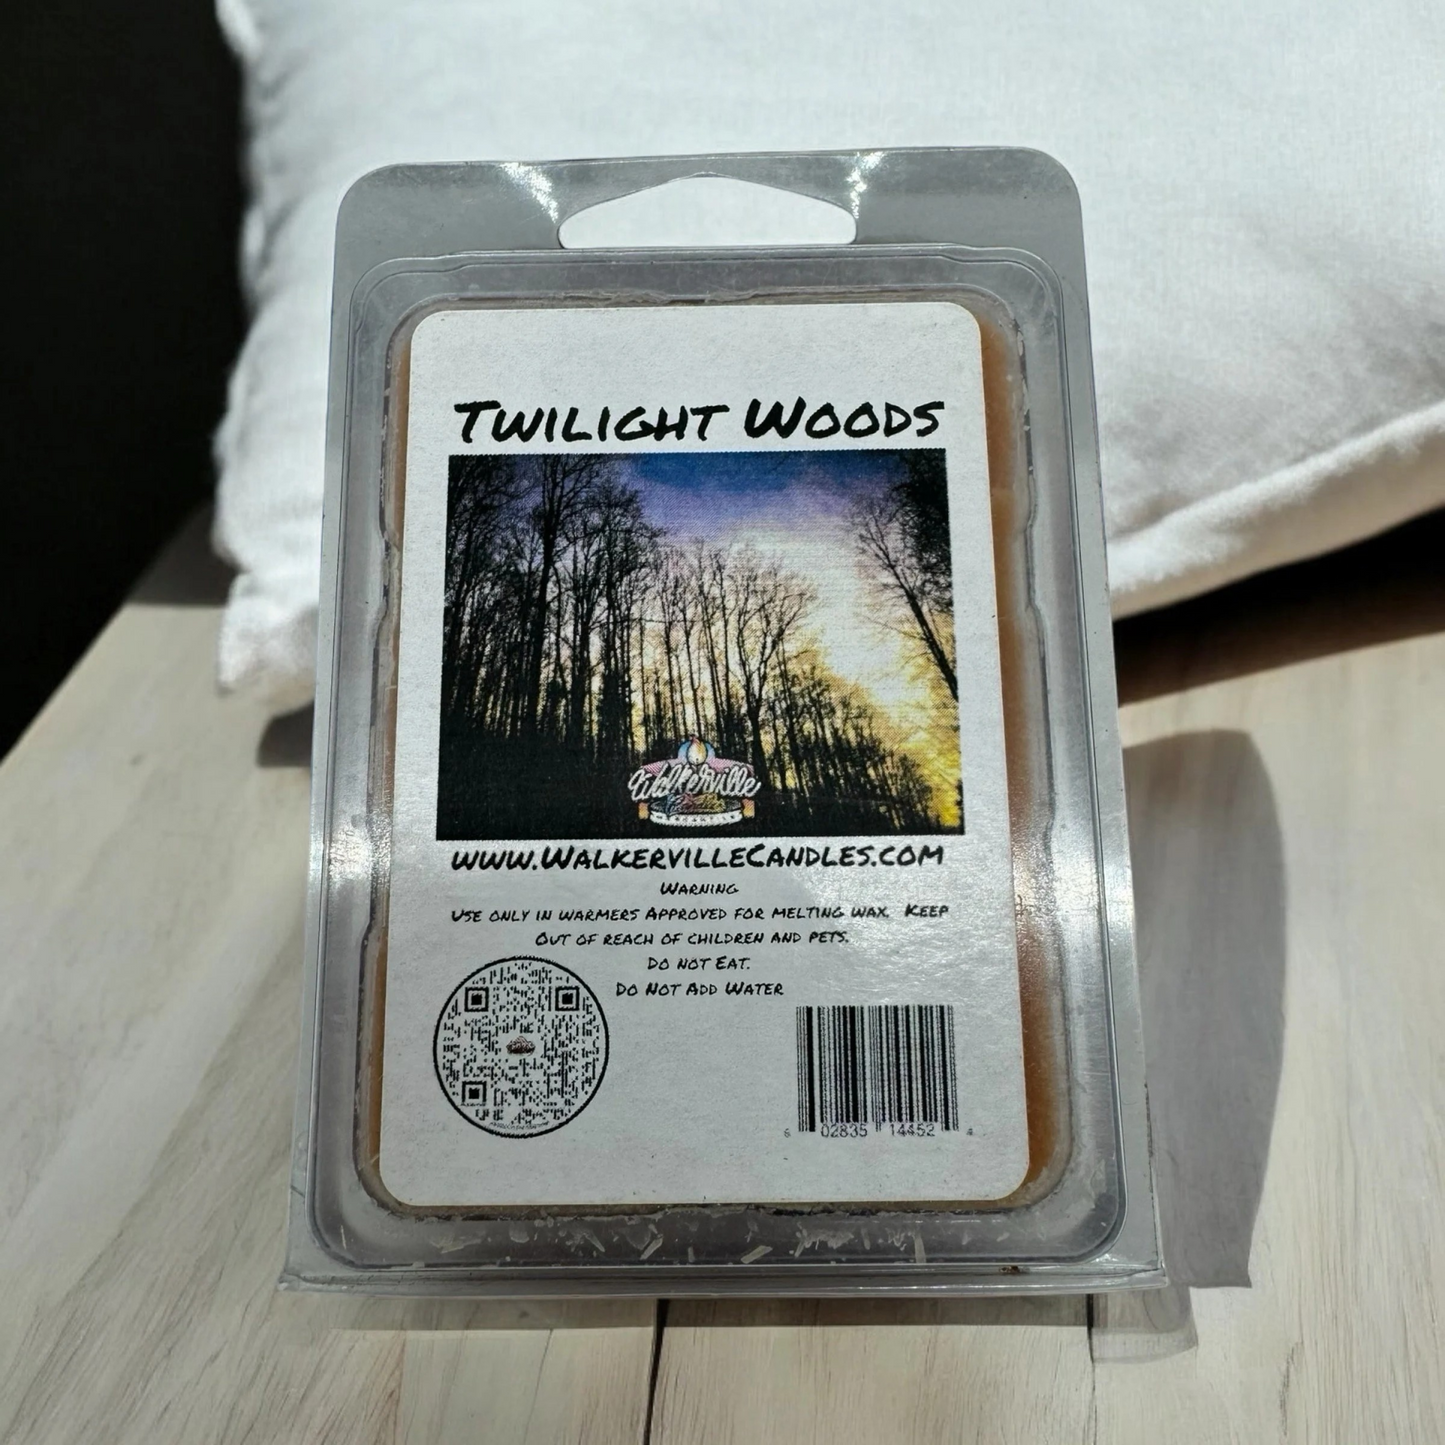 Twilight Woods
Walkerville
www.WalkervilleCandles.com
Warning
Use only in warmers Approved for melting wax. Keep
Out of reach of children and pets.
Do not Eat.
Do Not Add Water
6 02835 14452 4